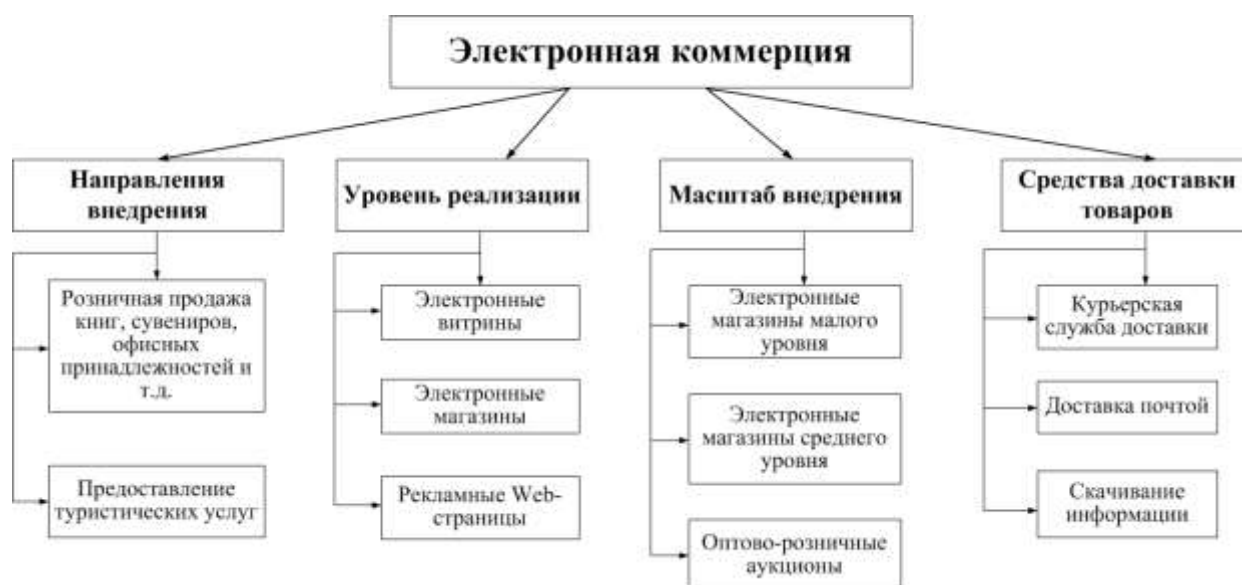 Электронная коммерция
Направления
внедрения
Розничная продажа
книг, сувениров,
офисных
принадлежностей и
т.д.
Предоставление
туристических услуг
Уровень реализации
Электронные
витрины
Электронные
магазины
Рекламные Web-
страницы
Масштаб внедрения
Электронные
магазины малого
уровня
Электронные
магазины среднего
уровня
Оптово-розничные
аукционы
Средства доставки
товаров
Курьерская
служба доставки
Доставка почтой
Скачивание
информации